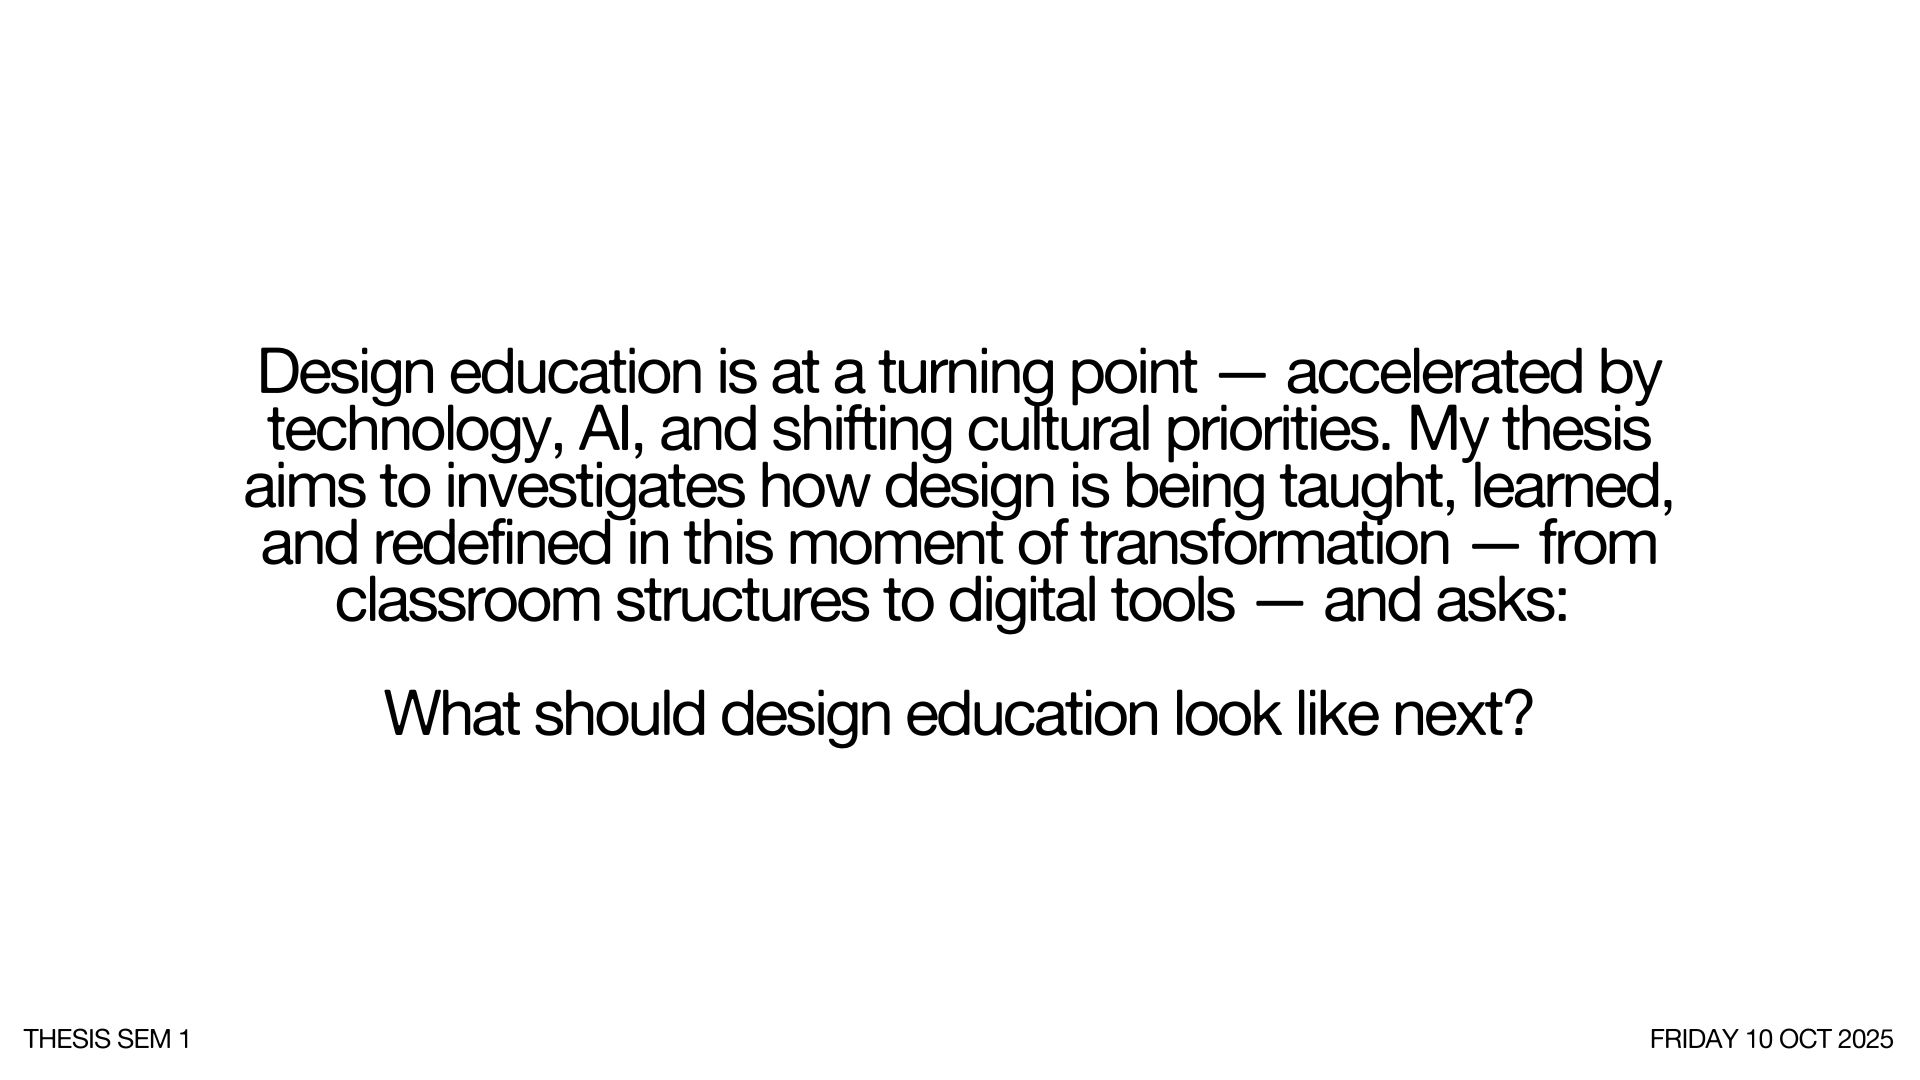 Design education is at a turning point — accelerated by
technology, AI, and shifting cultural priorities. My thesis
aims to investigates how design is being taught, learned,
and redefined in this moment of transformation — from
classroom structures to digital tools — and asks:
What should design education look like next?
THESIS SEM 1
FRIDAY 10 OCT 2025